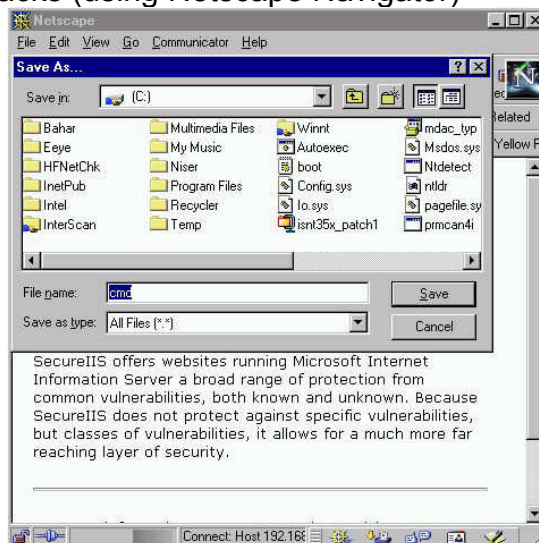 acks (using Netscape Navigator)
Netscape
File Edit View Go Communicator Help
Save As...
Save in: (C:)
Related
Yellow P
Bahar Multimedia Files Winnt mdac_typ
Eeye My Music Autoexec Msdos.sys
HFNetChk Niser boot Ntdetect
InetPub Program Files Config.sys ntldr
Intel Recycler Io.sys pagefile.sy
InterScan Temp isnt35x_patch1 prmcan4i
File name: cmd Save
Save as type: All Files (*.*) Cancel
SecureIIS offers websites running Microsoft Internet
Information Server a broad range of protection from
common vulnerabilities, both known and unknown. Because
SecureIIS does not protect against specific vulnerabilities,
but classes of vulnerabilities, it allows for a much more far
reaching layer of security.
Connect: Host 192.168